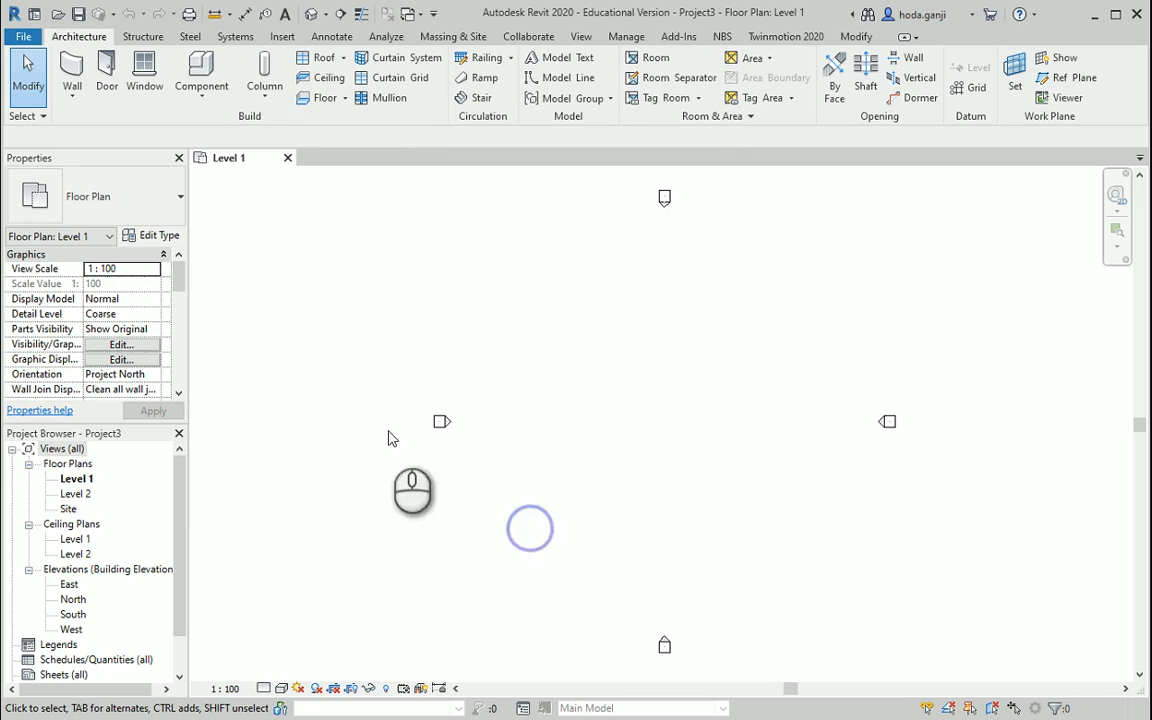 Autodesk Revit 2020 - Educational Version - Project3 - Floor Plan: Level 1
hoda.ganji
File Architecture Structure Steel Systems Insert Annotate Analyze Massing & Site Collaborate View Manage Add-Ins NBS Twinmotion 2020 Modify
Modify Wall Door Window Component Column
Roof Curtain System Railing Model Text Room Area Wall Show
Ceiling Curtain Grid Ramp Model Line Room Separator Area Boundary Vertical Level Ref Plane
Floor Mullion Stair Model Group Tag Room Tag Area By Face Shaft Dormer Grid Set Viewer
Select Build Circulation Model Room & Area Opening Datum Work Plane
Properties
Level 1
Floor Plan
Floor Plan: Level 1 Edit Type
Graphics
View Scale 1 : 100
Scale Value 1: 100
Display Model Normal
Detail Level Coarse
Parts Visibility Show Original
Visibility/Grap... Edit...
Graphic Displ... Edit...
Orientation Project North
Wall Join Disp... Clean all wall j...
Properties help Apply
Project Browser - Project3
Views (all)
Floor Plans
Level 1
Level 2
Site
Ceiling Plans
Level 1
Level 2
Elevations (Building Elevation
East
North
South
West
Legends
Schedules/Quantities (all)
Sheets (all)
1 : 100
Click to select, TAB for alternates, CTRL adds, SHIFT unselect :0 Main Model :0
2D